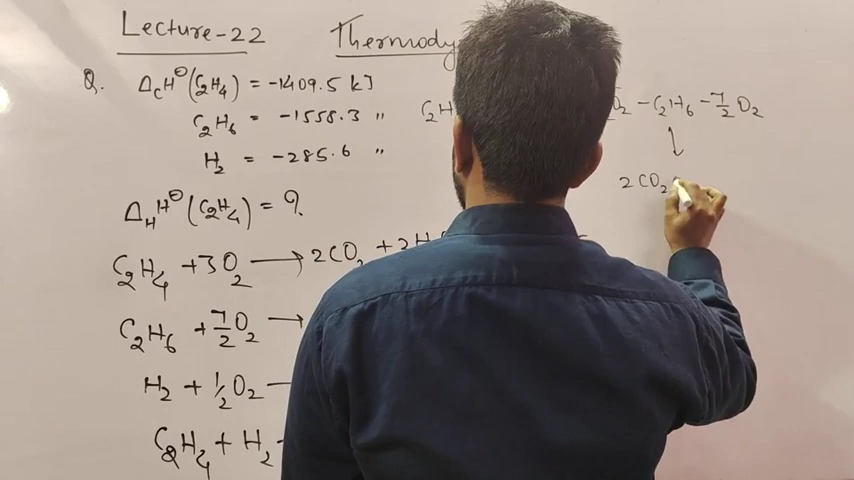 Lecture-22
Thermody
Q. ΔcH⊖(C₂H₄) = -1409.5 kJ
C₂H₆ = -1558.3 "
H₂ = -285.6 "
ΔHH⊖(C₂H₄) = ?
C₂H₄ + 3O₂ → 2CO₂ + 2H
C₂H₆ + 7/2 O₂ →
H₂ + 1/2 O₂ —
C₂H₄ + H₂ -
C₂H O₂ - C₂H₆ - 7/2 O₂
↓
2CO₂